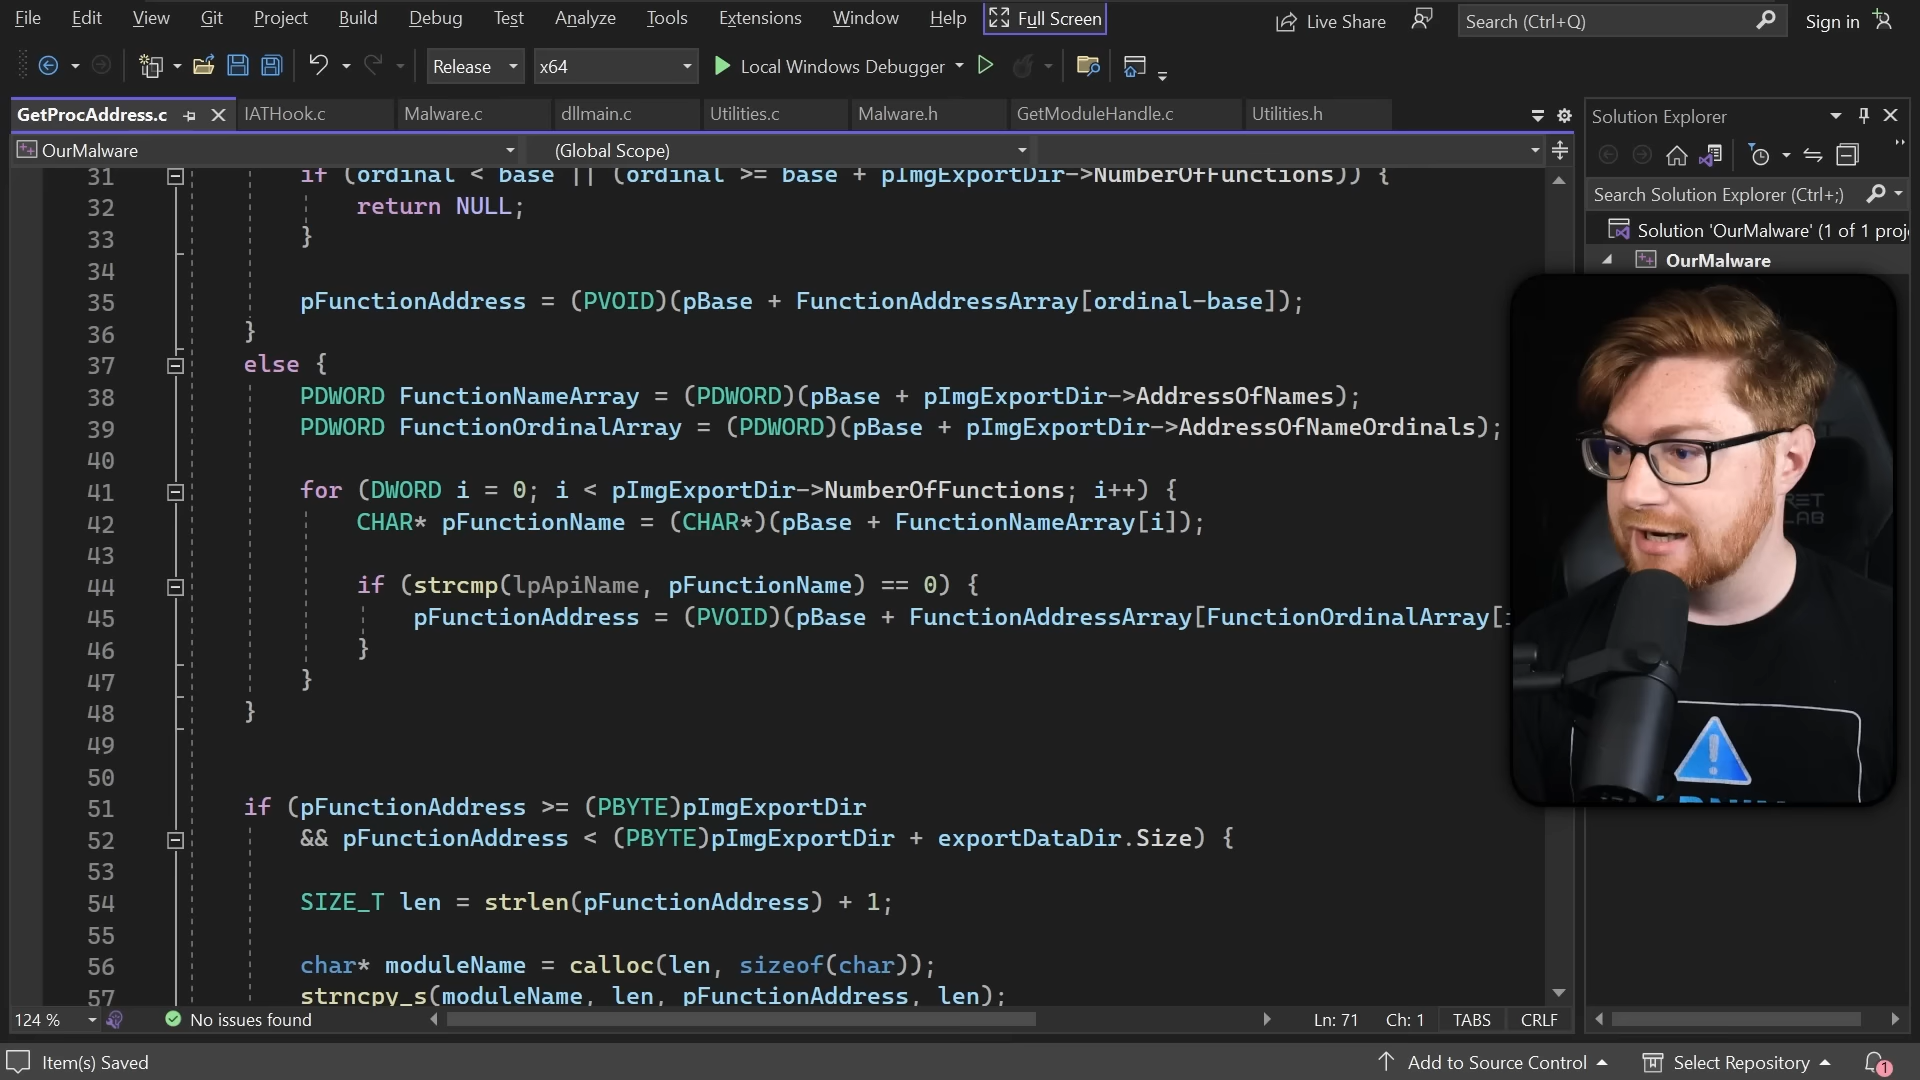 File Edit View Git Project Build Debug Test Analyze Tools Extensions Window Help Full Screen Live Share Search (Ctrl+Q) Sign in
Release x64 Local Windows Debugger
GetProcAddress.c IATHook.c Malware.c dllmain.c Utilities.c Malware.h GetModuleHandle.c Utilities.h
OurMalware (Global Scope)
31 if (ordinal < base || (ordinal >= base + pImgExportDir->NumberOfFunctions)) {
32 return NULL;
33 }
34
35 pFunctionAddress = (PVOID)(pBase + FunctionAddressArray[ordinal-base]);
36 }
37 else {
38 PDWORD FunctionNameArray = (PDWORD)(pBase + pImgExportDir->AddressOfNames);
39 PDWORD FunctionOrdinalArray = (PDWORD)(pBase + pImgExportDir->AddressOfNameOrdinals);
40
41 for (DWORD i = 0; i < pImgExportDir->NumberOfFunctions; i++) {
42 CHAR* pFunctionName = (CHAR*)(pBase + FunctionNameArray[i]);
43
44 if (strcmp(lpApiName, pFunctionName) == 0) {
45 pFunctionAddress = (PVOID)(pBase + FunctionAddressArray[FunctionOrdinalArray[
46 }
47 }
48 }
49
50
51 if (pFunctionAddress >= (PBYTE)pImgExportDir
52 && pFunctionAddress < (PBYTE)pImgExportDir + exportDataDir.Size) {
53
54 SIZE_T len = strlen(pFunctionAddress) + 1;
55
56 char* moduleName = calloc(len, sizeof(char));
57 strncpy_s(moduleName, len, pFunctionAddress, len);
124 % No issues found Ln: 71 Ch: 1 TABS CRLF
Solution Explorer
Search Solution Explorer (Ctrl+;)
Solution 'OurMalware' (1 of 1 proj
OurMalware
Item(s) Saved Add to Source Control Select Repository 1